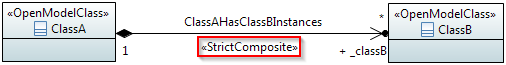 «OpenModelClass»
ClassA
ClassAHasClassBInstances
«StrictComposite»
1
*
+ _classB
«OpenModelClass»
ClassB